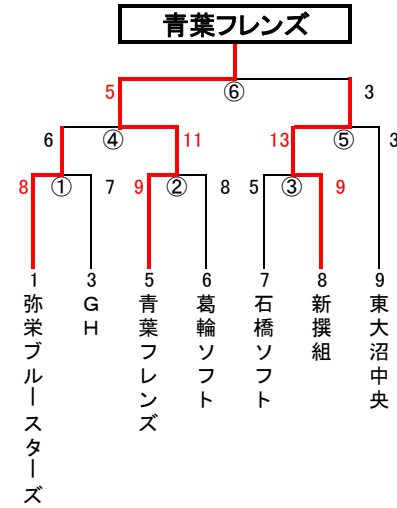 青葉フレンズ
5 ⑥ 3
6 ④ 11 13 ⑤ 3
8 ① 7 9 ② 8 5 ③ 9
1 3 5 6 7 8 9
弥栄ブルースターズ
GH
青葉フレンズ
葛輪ソフト
石橋ソフト
新撰組
東大沼中央